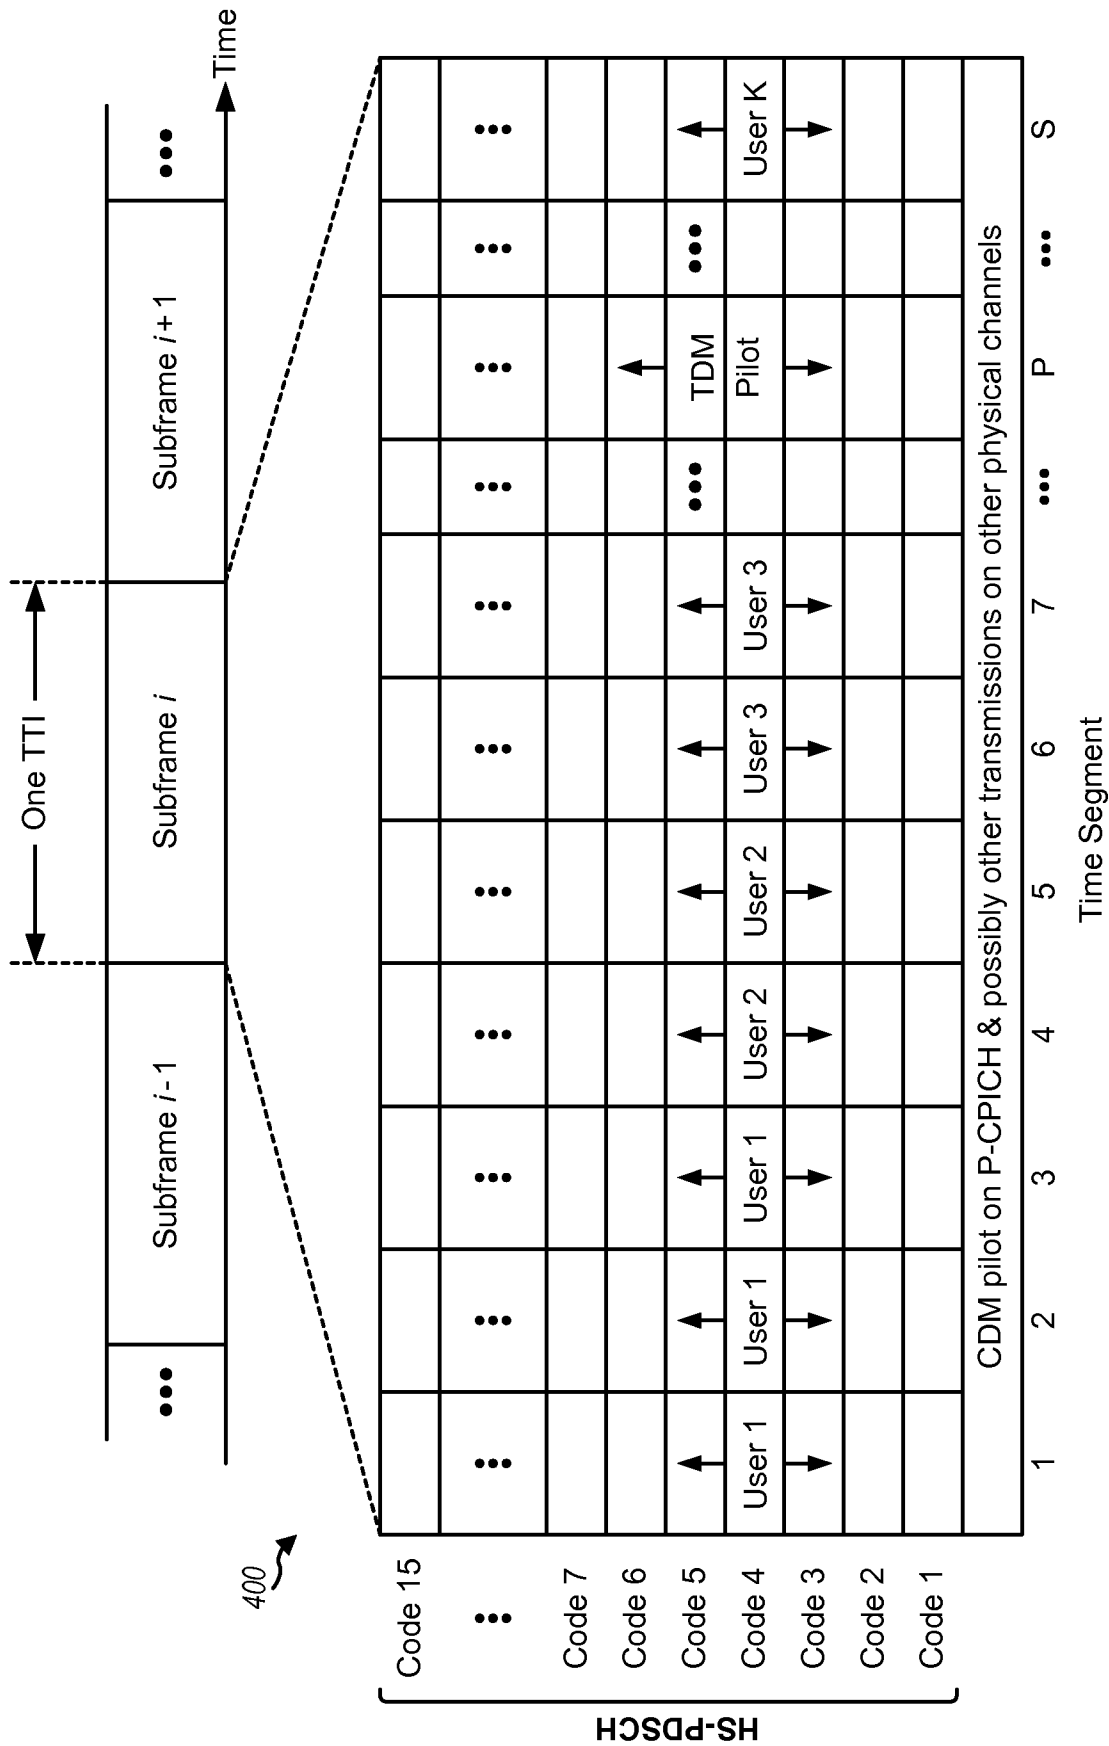 One TTI
Subframe i - 1
Subframe i
Subframe i + 1
Time
400
HS-PDSCH
Code 15
Code 7
Code 6
Code 5
Code 4
Code 3
Code 2
Code 1
User 1
User 1
User 1
User 2
User 2
User 3
User 3
TDM
Pilot
User K
CDM pilot on P-CPICH & possibly other transmissions on other physical channels
1 2 3 4 5 6 7 ••• P ••• S
Time Segment